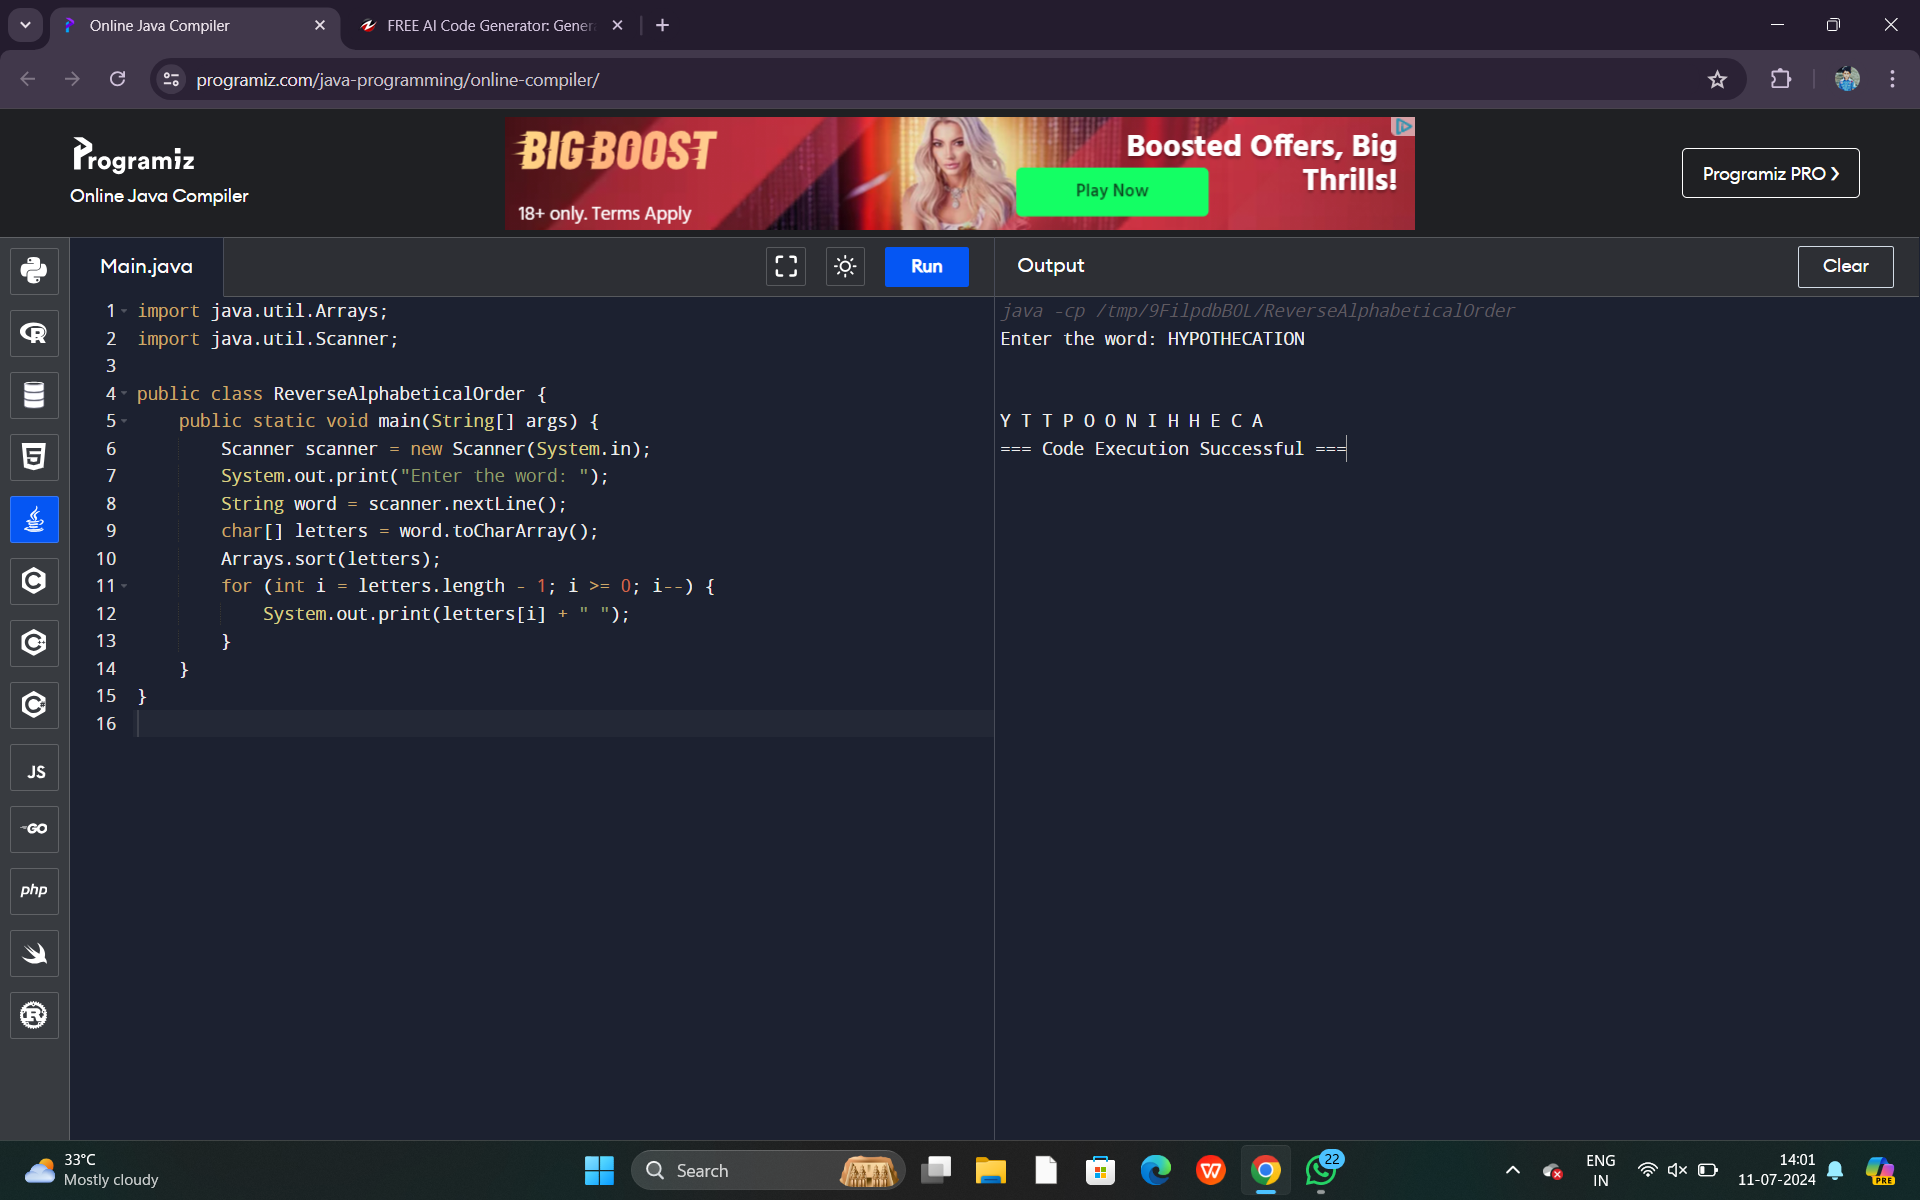 Online Java Compiler
FREE AI Code Generator: Gener
programiz.com/java-programming/online-compiler/
Programiz
Online Java Compiler
BIG BOOST
18+ only. Terms Apply
Boosted Offers, Big
Thrills!
Play Now
Programiz PRO ›
Main.java
Run
Output
Clear
1 import java.util.Arrays;
2 import java.util.Scanner;
3
4 public class ReverseAlphabeticalOrder {
5     public static void main(String[] args) {
6         Scanner scanner = new Scanner(System.in);
7         System.out.print("Enter the word: ");
8         String word = scanner.nextLine();
9         char[] letters = word.toCharArray();
10         Arrays.sort(letters);
11         for (int i = letters.length - 1; i >= 0; i--) {
12             System.out.print(letters[i] + " ");
13         }
14     }
15 }
16
java -cp /tmp/9FilpdbBOL/ReverseAlphabeticalOrder
Enter the word: HYPOTHECATION
Y T T P O O N I H H E C A
=== Code Execution Successful ===
R
5
C
C
C
JS
GO
php
R
33°C
Mostly cloudy
Search
W
22
ENG
IN
14:01
11-07-2024
PRE